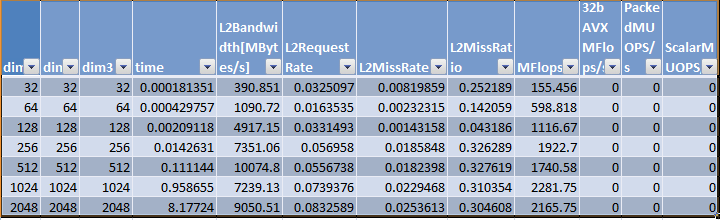 dim dim dim3 time L2Bandwidth[MBytes/s] L2RequestRate L2MissRate L2MissRatio MFlops 32b AVX MFlop/s PackedMUOPS/s ScalarMUOPS
32 32 32 0.000181351 390.851 0.0325097 0.00819859 0.252189 155.456 0 0 0
64 64 64 0.000429757 1090.72 0.0163535 0.00232315 0.142059 598.818 0 0 0
128 128 128 0.00209118 4917.15 0.0331493 0.00143158 0.043186 1116.67 0 0 0
256 256 256 0.0142631 7351.06 0.056958 0.0185848 0.326289 1922.7 0 0 0
512 512 512 0.111144 10074.8 0.0556738 0.0182398 0.327619 1740.58 0 0 0
1024 1024 1024 0.958655 7239.13 0.0739376 0.0229468 0.310354 2281.75 0 0 0
2048 2048 2048 8.17724 9050.51 0.0832589 0.0253613 0.304608 2165.75 0 0 0